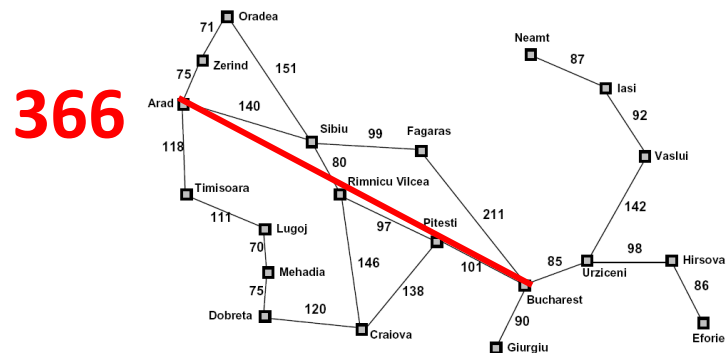 Oradea
71
Neamt
87
Zerind
75
151
Iasi
366
Arad
140
92
Sibiu
99
Fagaras
118
80
Vaslui
Rimnicu Vilcea
Timisoara
111
97
Pitesti
211
142
Lugoj
70
146
101
85
98
Hirsova
Mehadia
Urziceni
75
138
Bucharest
86
120
Dobreta
90
Craiova
Eforie
Giurgiu